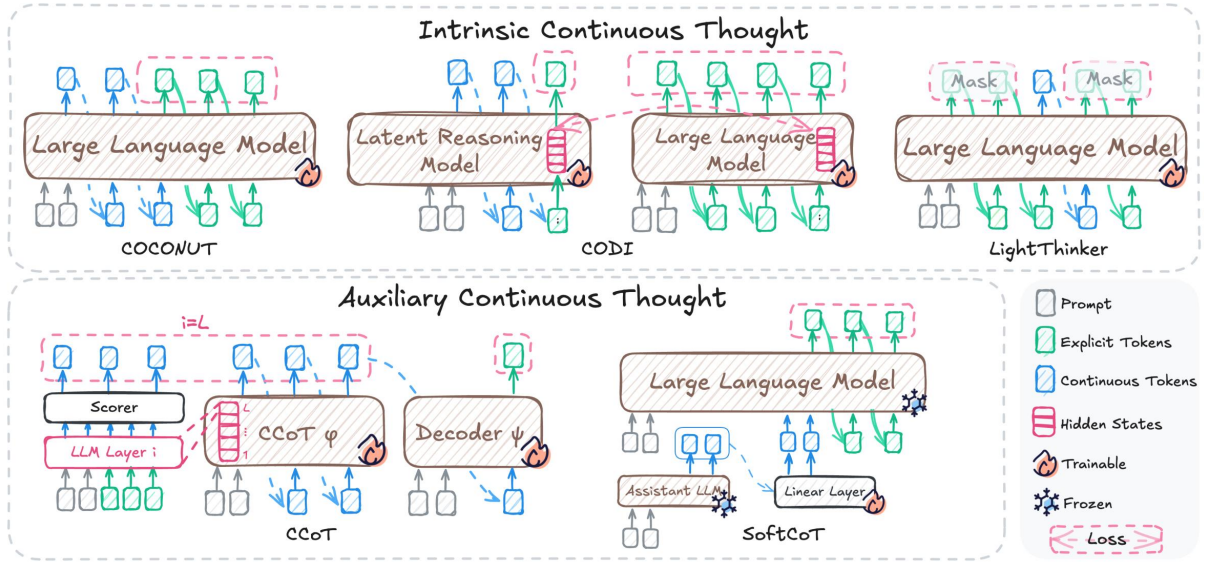 Intrinsic Continuous Thought
Large Language Model
COCONUT
Latent Reasoning
Model
Large Language
Model
CODI
Mask
Mask
Large Language Model
LightThinker
Auxiliary Continuous Thought
i=L
Scorer
LLM Layer i
L
1
CCoT φ
Decoder ψ
CCoT
Large Language Model
Assistant LLM
Linear Layer
SoftCoT
Prompt
Explicit Tokens
Continuous Tokens
Hidden States
Trainable
Frozen
Loss